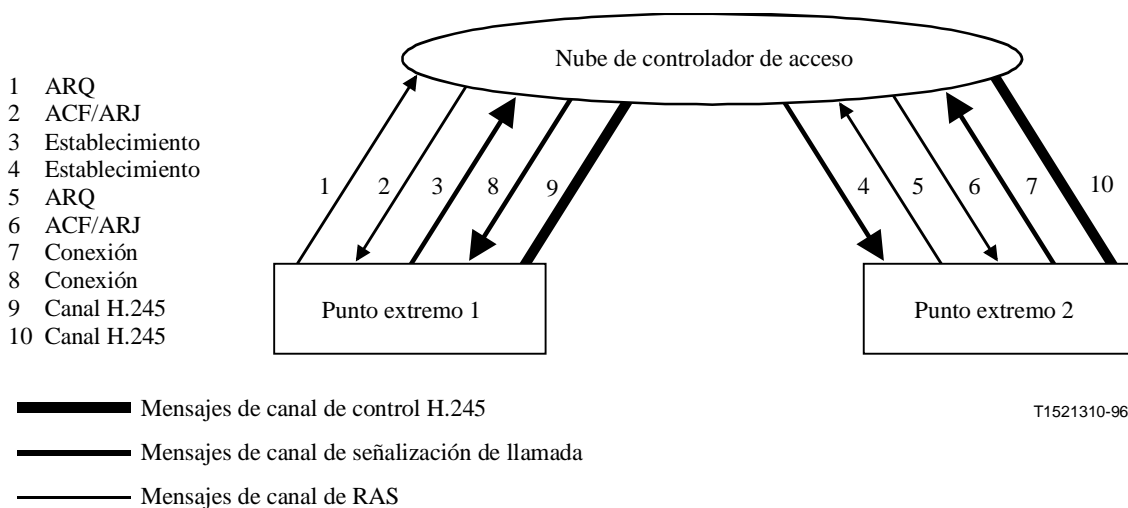 Nube de controlador de acceso
1 ARQ
2 ACF/ARJ
3 Establecimiento
4 Establecimiento
5 ARQ
6 ACF/ARJ
7 Conexión
8 Conexión
9 Canal H.245
10 Canal H.245
1 2 3 8 9 4 5 6 7 10
Punto extremo 1 Punto extremo 2
Mensajes de canal de control H.245
T1521310-96
Mensajes de canal de señalización de llamada
Mensajes de canal de RAS